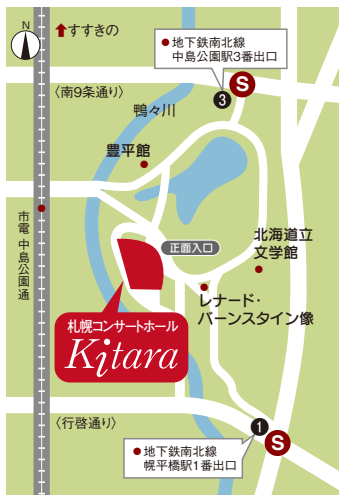 N
すすきの
地下鉄南北線
中島公園駅3番出口
S
3
〈南9条通り〉
鴨々川
豊平館
市電 中島公園通
正面入口
北海道立
文学館
レナード・
バーンスタイン像
札幌コンサートホール
Kitara
〈行啓通り〉
1
S
地下鉄南北線
幌平橋駅1番出口